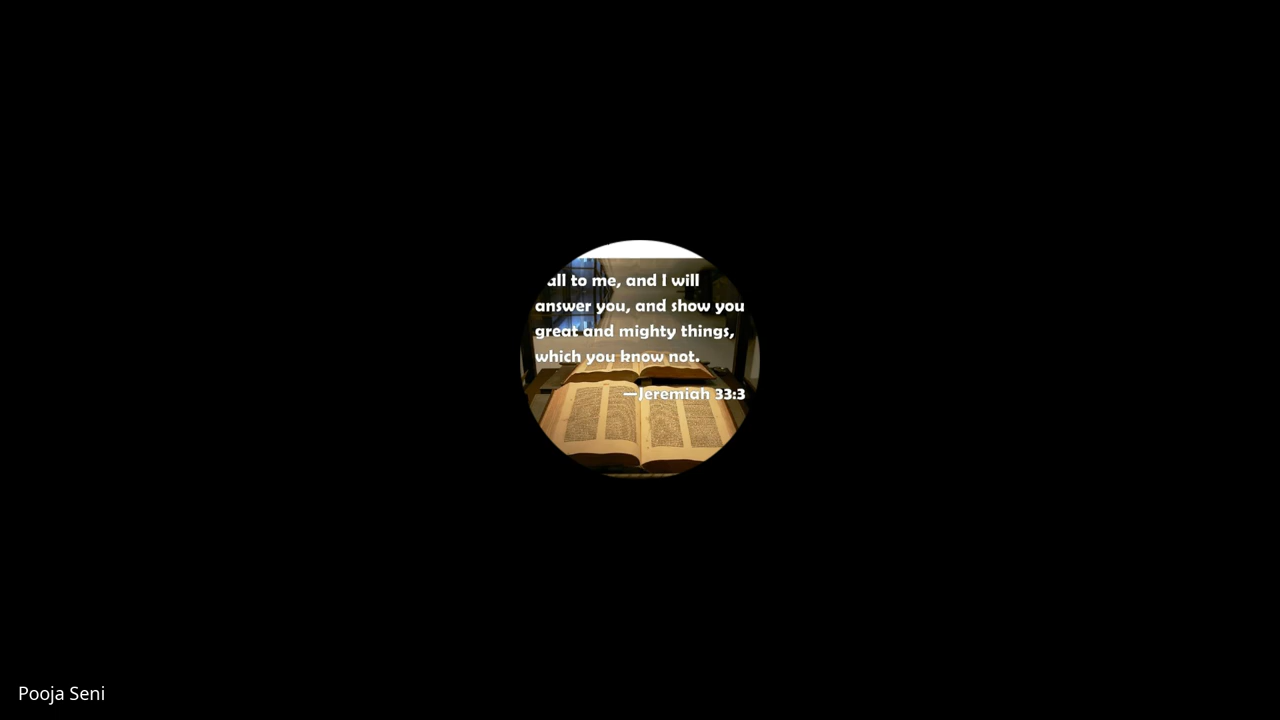 all to me, and I will
answer you, and show you
great and mighty things,
which you know not.
—Jeremiah 33:3
Pooja Seni